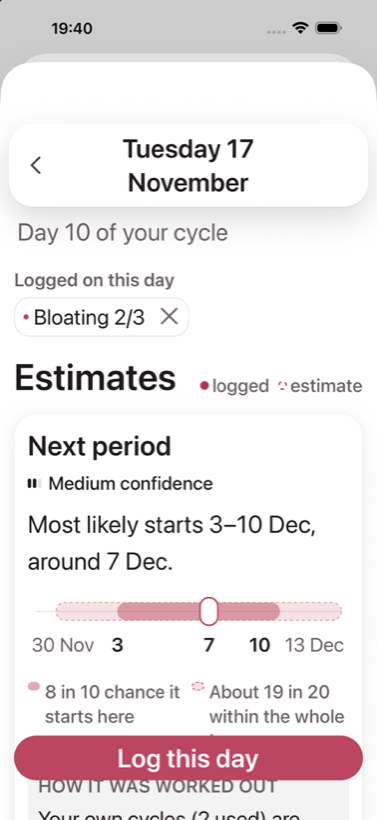 19:40
Tuesday 17
November
Day 10 of your cycle
Logged on this day
Bloating 2/3
Estimates
logged estimate
Next period
Medium confidence
Most likely starts 3–10 Dec,
around 7 Dec.
30 Nov 3 7 10 13 Dec
8 in 10 chance it
starts here
About 19 in 20
within the whole
Log this day
HOW IT WAS WORKED OUT
Your own cycles (2 used) are